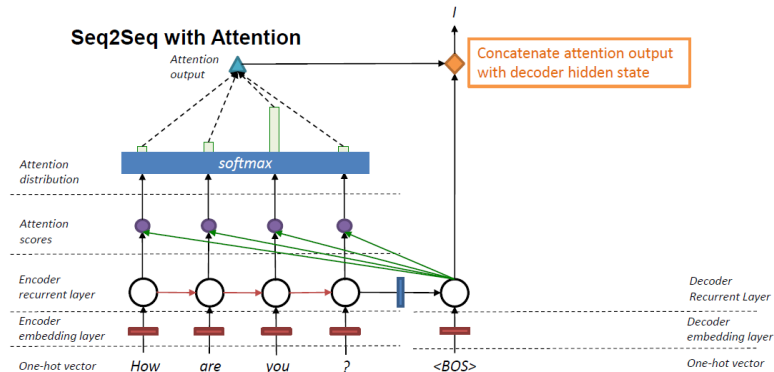 I
Seq2Seq with Attention
Attention
output
Concatenate attention output
with decoder hidden state
softmax
Attention
distribution
Attention
scores
Encoder
recurrent layer
Decoder
Recurrent Layer
Encoder
embedding layer
Decoder
embedding layer
One-hot vector
How
are
you
?
<BOS>
One-hot vector